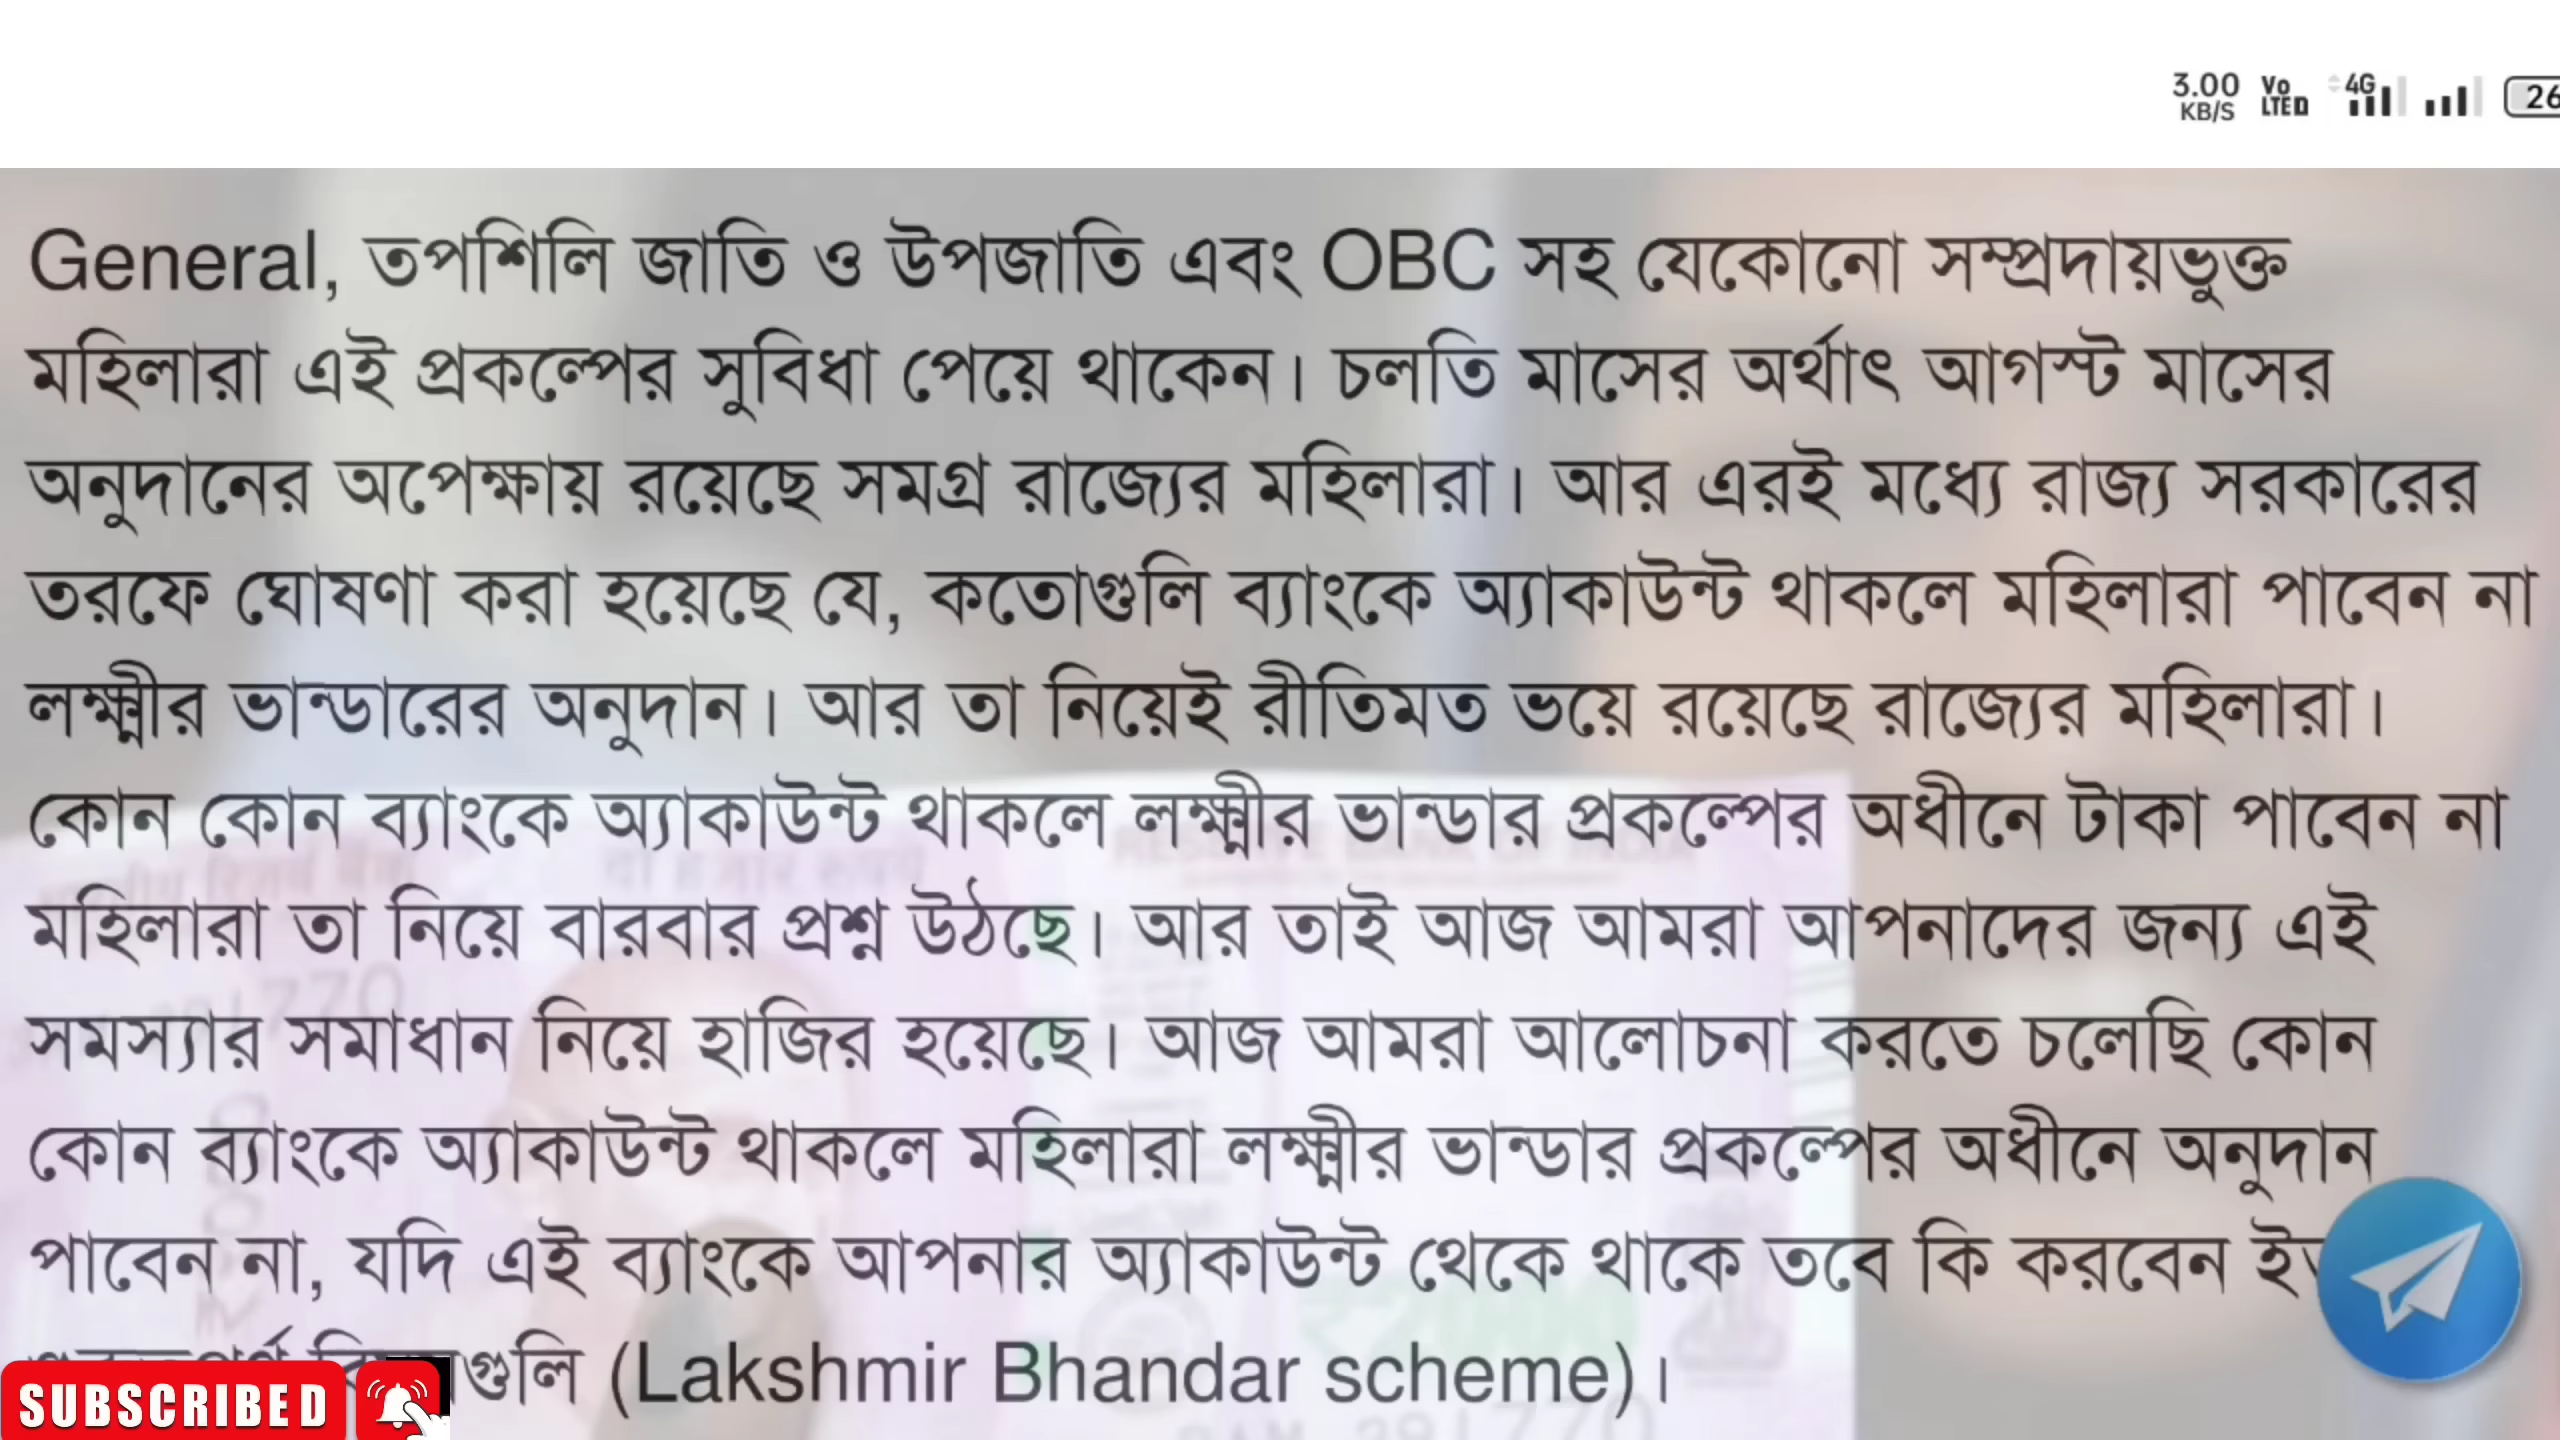 3.00 KB/S VoLTED 4G 26
General, তপশিলি জাতি ও উপজাতি এবং OBC সহ যেকোনো সম্প্রদায়ভুক্ত
মহিলারা এই প্রকল্পের সুবিধা পেয়ে থাকেন। চলতি মাসের অর্থাৎ আগস্ট মাসের
অনুদানের অপেক্ষায় রয়েছে সমগ্র রাজ্যের মহিলারা। আর এরই মধ্যে রাজ্য সরকারের
তরফে ঘোষণা করা হয়েছে যে, কতোগুলি ব্যাংকে অ্যাকাউন্ট থাকলে মহিলারা পাবেন না
লক্ষ্মীর ভান্ডারের অনুদান। আর তা নিয়েই রীতিমত ভয়ে রয়েছে রাজ্যের মহিলারা।
কোন কোন ব্যাংকে অ্যাকাউন্ট থাকলে লক্ষ্মীর ভান্ডার প্রকল্পের অধীনে টাকা পাবেন না
মহিলারা তা নিয়ে বারবার প্রশ্ন উঠছে। আর তাই আজ আমরা আপনাদের জন্য এই
সমস্যার সমাধান নিয়ে হাজির হয়েছে। আজ আমরা আলোচনা করতে চলেছি কোন
কোন ব্যাংকে অ্যাকাউন্ট থাকলে মহিলারা লক্ষ্মীর ভান্ডার প্রকল্পের অধীনে অনুদান
পাবেন না, যদি এই ব্যাংকে আপনার অ্যাকাউন্ট থেকে থাকে তবে কি করবেন
(Lakshmir Bhandar scheme)।
SUBSCRIBED